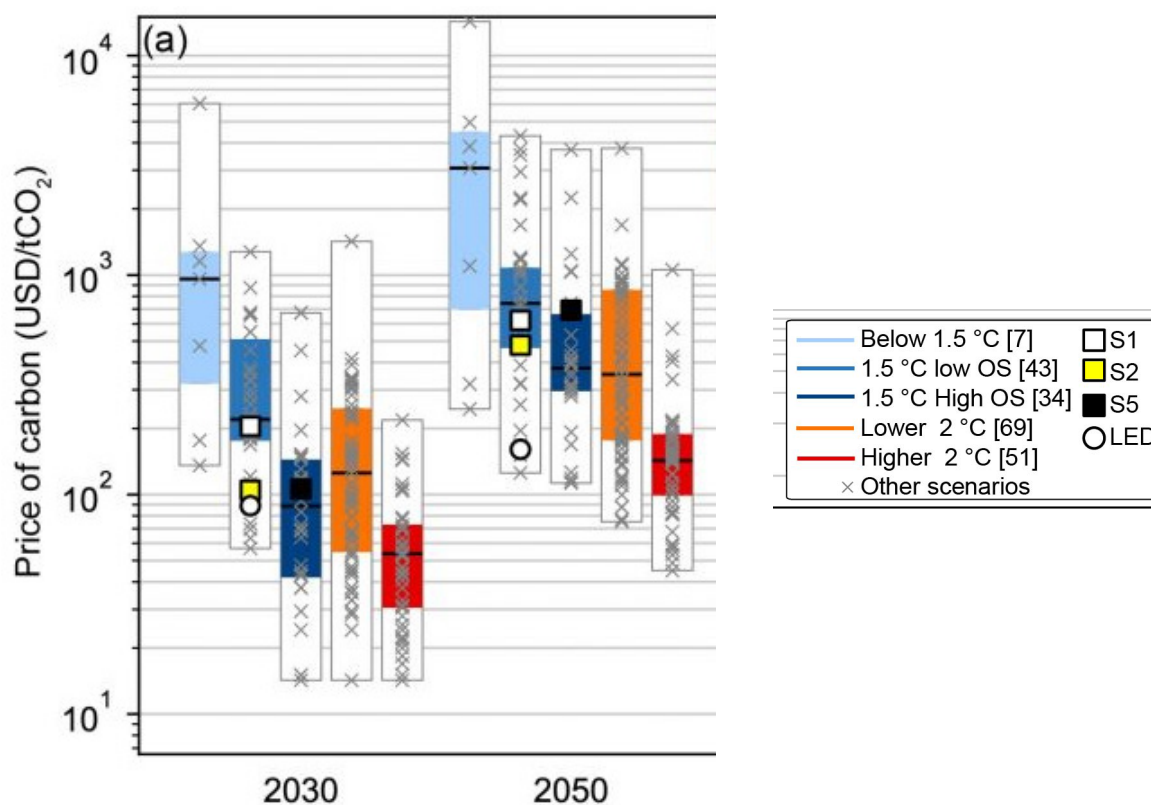 (a)
10⁴
10³
10²
10¹
Price of carbon (USD/tCO₂)
2030
2050
Below 1.5 °C [7]
1.5 °C low OS [43]
1.5 °C High OS [34]
Lower 2 °C [69]
Higher 2 °C [51]
Other scenarios
S1
S2
S5
LED